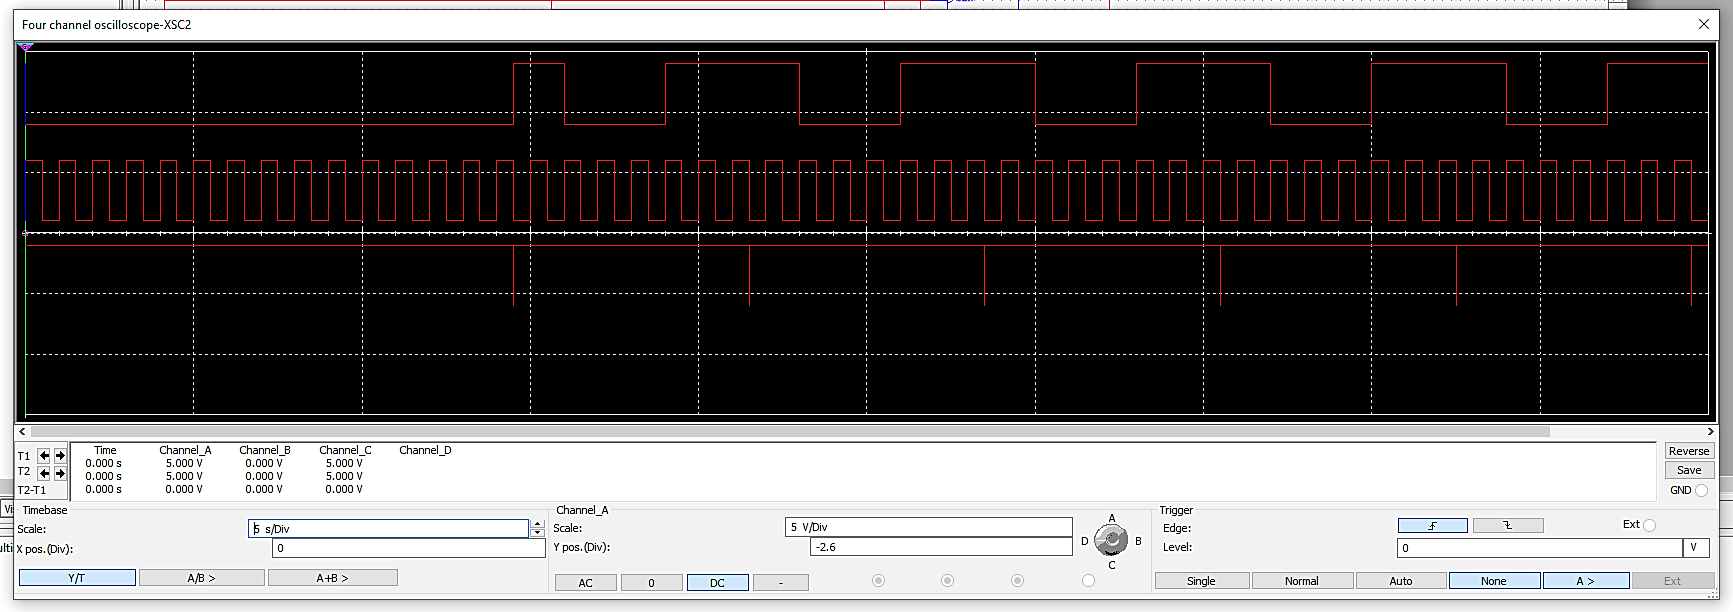 Four channel oscilloscope-XSC2
Time Channel_A Channel_B Channel_C Channel_D
T1 0.000 s 5.000 V 0.000 V 5.000 V
T2 0.000 s 5.000 V 0.000 V 5.000 V
T2-T1 0.000 s 0.000 V 0.000 V 0.000 V
Reverse
Save
GND
Timebase
Scale: 5 s/Div
X pos.(Div): 0
Y/T A/B > A+B >
Channel_A
Scale: 5 V/Div
Y pos.(Div): -2.6
AC 0 DC -
A
D B
C
Trigger
Edge: Ext
Level: 0 V
Single Normal Auto None A > Ext